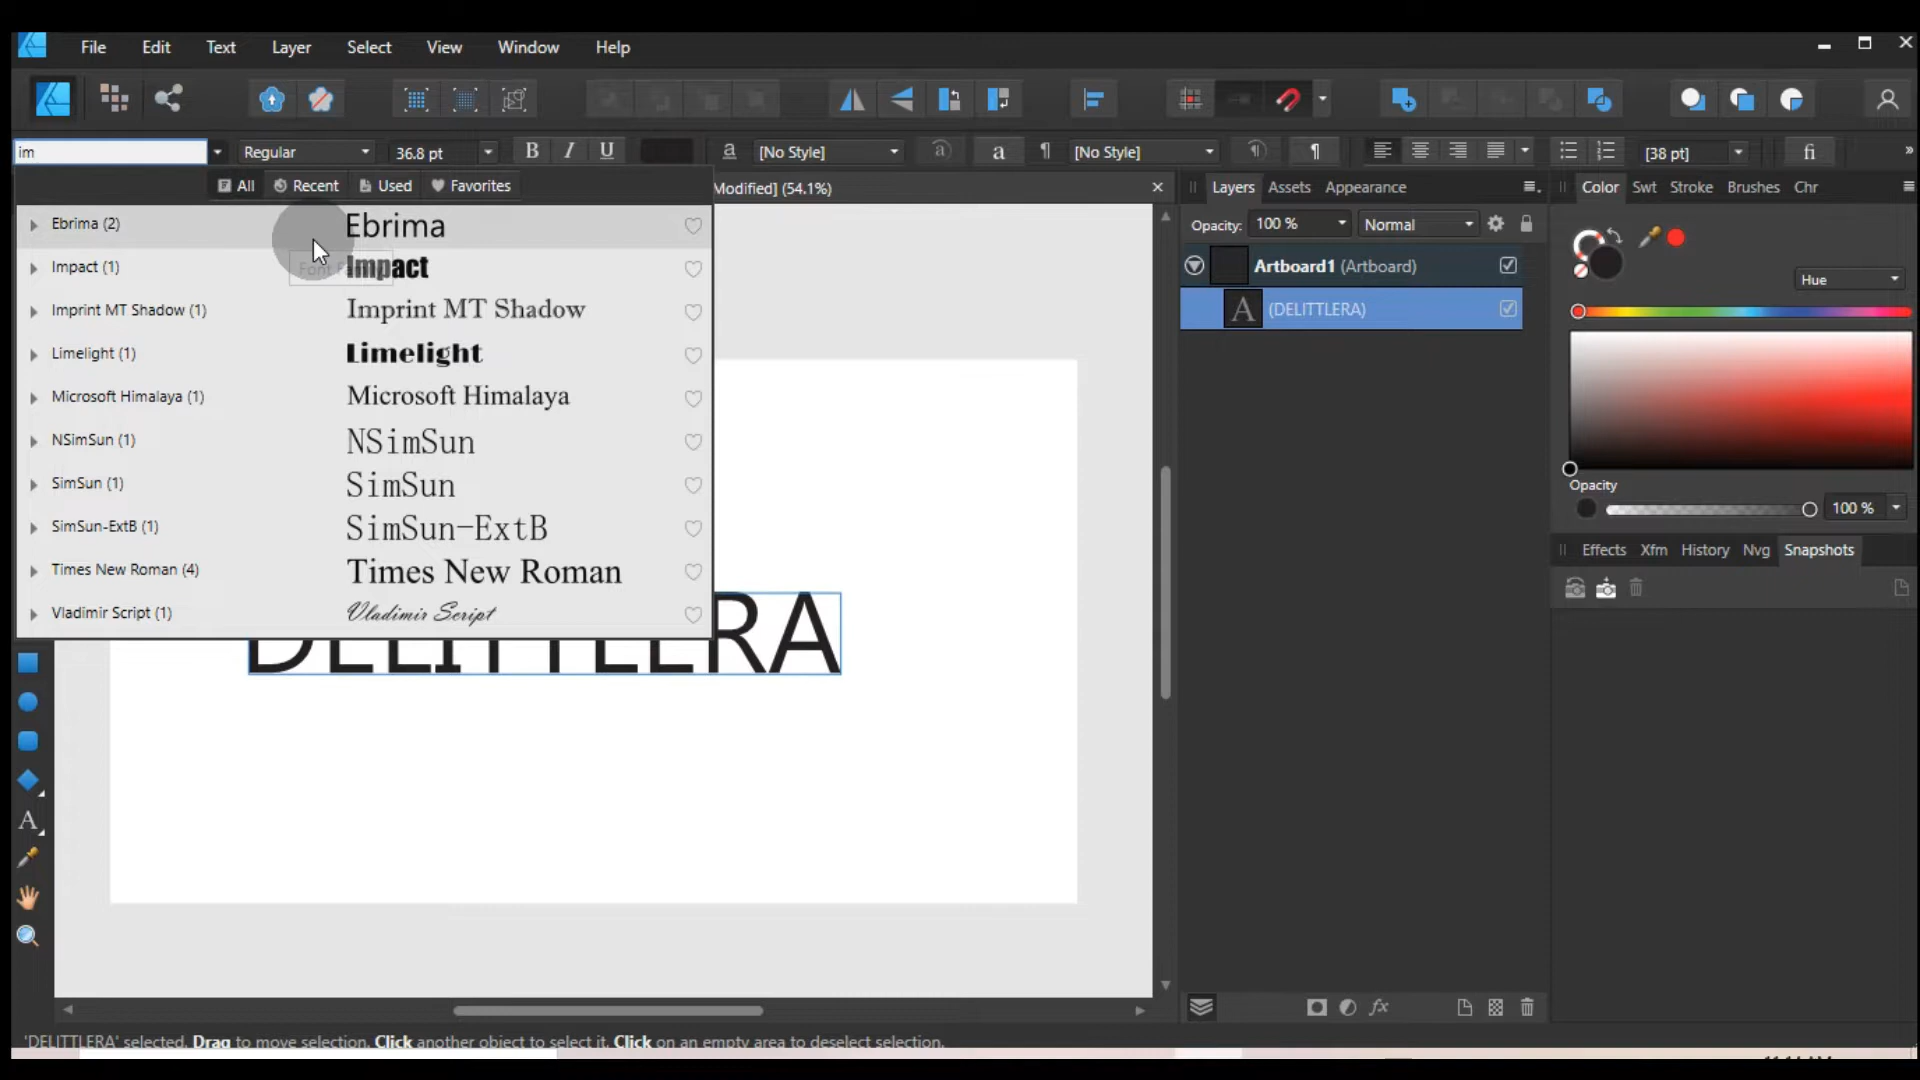 File Edit Text Layer Select View Window Help
im Regular 36.8 pt B I U a [No Style] a a ¶ [No Style] ¶ [38 pt] fi »
All Recent Used Favorites
Modified] (54.1%)
Ebrima (2) Ebrima
Impact (1) Impact
Imprint MT Shadow (1) Imprint MT Shadow
Limelight (1) Limelight
Microsoft Himalaya (1) Microsoft Himalaya
NSimSun (1) NSimSun
SimSun (1) SimSun
SimSun-ExtB (1) SimSun-ExtB
Times New Roman (4) Times New Roman
Vladimir Script (1) Vladimir Script
DELITTLERA
A
Layers Assets Appearance
Opacity: 100 % Normal
Artboard1 (Artboard)
A (DELITTLERA)
fx
Color Swt Stroke Brushes Chr
Hue
Opacity
100 %
Effects Xfm History Nvg Snapshots
'DELITTLERA' selected. Drag to move selection. Click another object to select it. Click on an empty area to deselect selection.